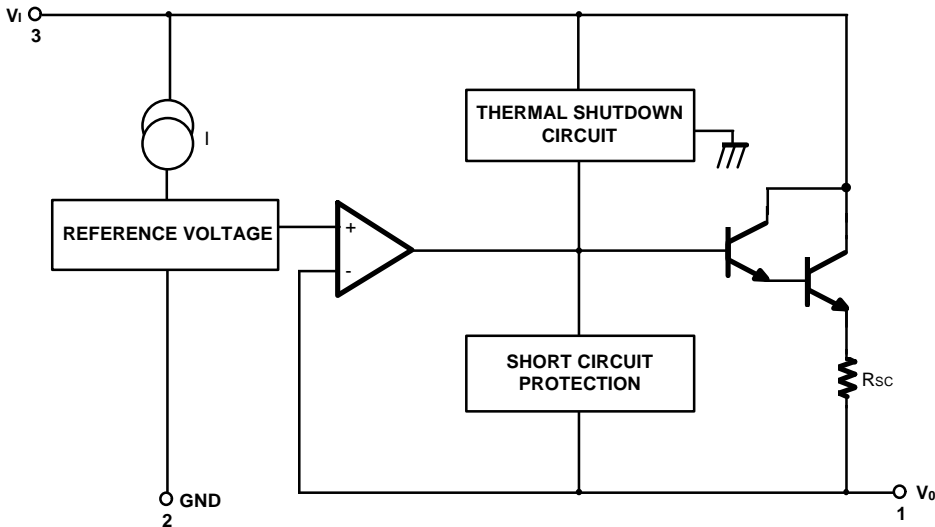 VI
3
THERMAL SHUTDOWN
CIRCUIT
I
REFERENCE VOLTAGE
+
-
SHORT CIRCUIT
PROTECTION
RSC
GND
2
V0
1